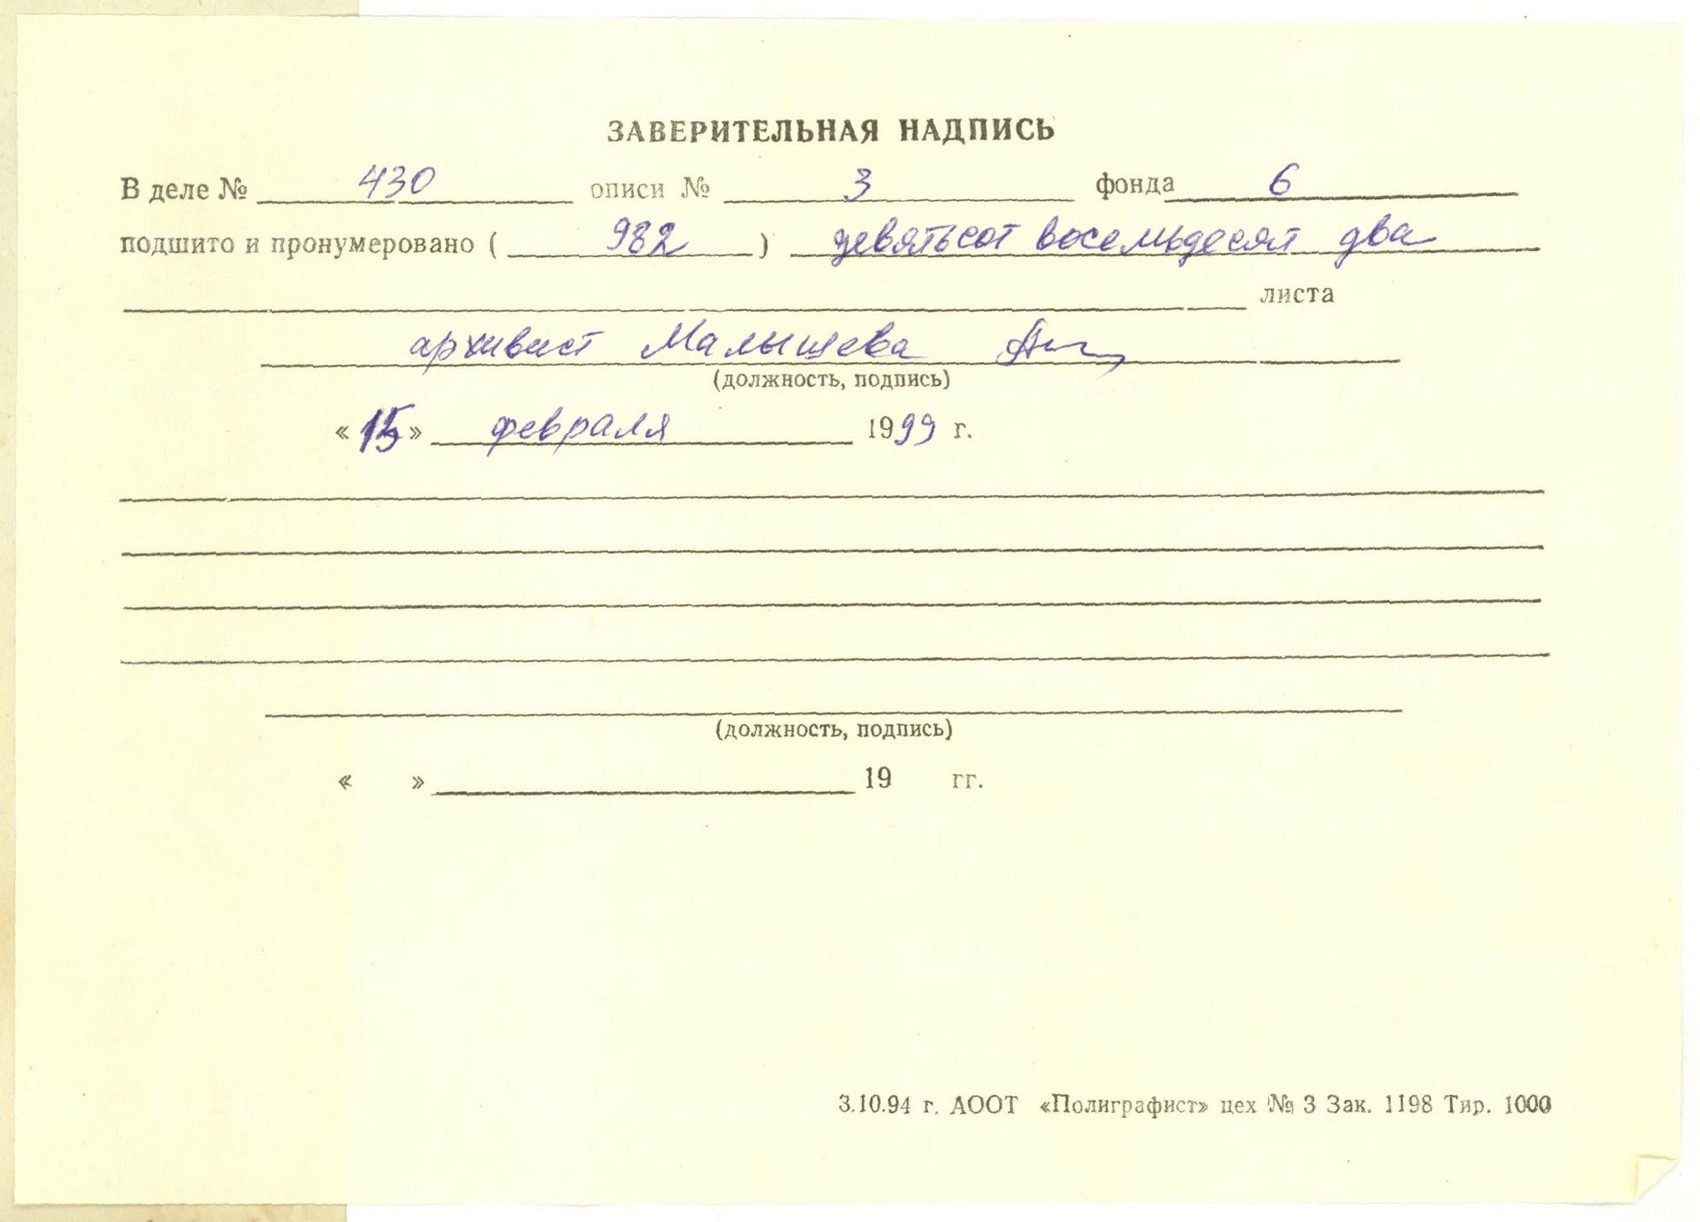 ЗАВЕРИТЕЛЬНАЯ НАДПИСЬ
В деле № 430 описи № 3 фонда 6
подшито и пронумеровано ( 982 ) девятьсот восемьдесят два
листа
архивист Малышева
(должность, подпись)
« 15 » февраля 1999 г.
(должность, подпись)
« » 19 гг.
3.10.94 г. АООТ «Полиграфист» цех № 3 Зак. 1198 Тир. 1000